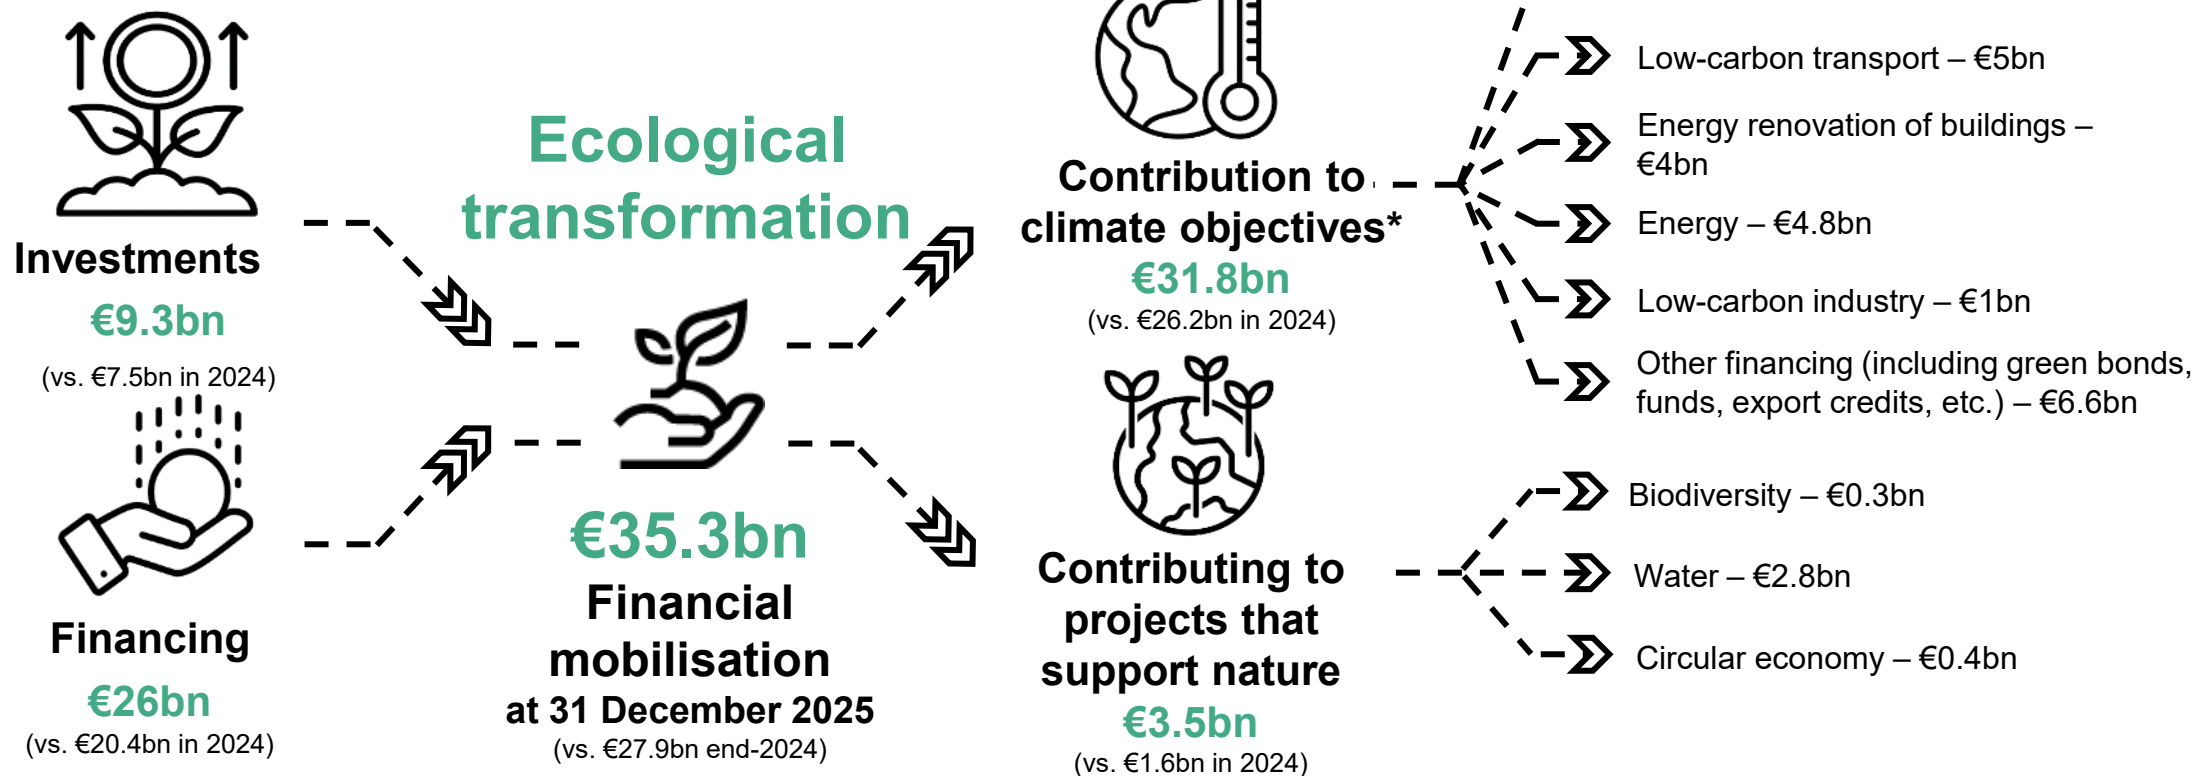 Ecological
transformation
Investments
€9.3bn
(vs. €7.5bn in 2024)
Financing
€26bn
(vs. €20.4bn in 2024)
€35.3bn
Financial
mobilisation
at 31 December 2025
(vs. €27.9bn end-2024)
Contribution to
climate objectives*
€31.8bn
(vs. €26.2bn in 2024)
Low-carbon transport – €5bn
Energy renovation of buildings –
€4bn
Energy – €4.8bn
Low-carbon industry – €1bn
Other financing (including green bonds,
funds, export credits, etc.) – €6.6bn
Contributing to
projects that
support nature
€3.5bn
(vs. €1.6bn in 2024)
Biodiversity – €0.3bn
Water – €2.8bn
Circular economy – €0.4bn